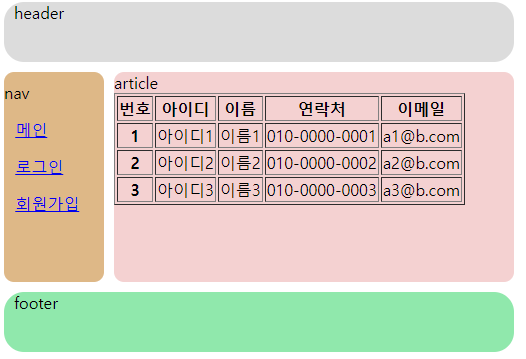 header
nav
메인
로그인
회원가입
article
번호 아이디 이름 연락처 이메일
1 아이디1 이름1 010-0000-0001 a1@b.com
2 아이디2 이름2 010-0000-0002 a2@b.com
3 아이디3 이름3 010-0000-0003 a3@b.com
footer